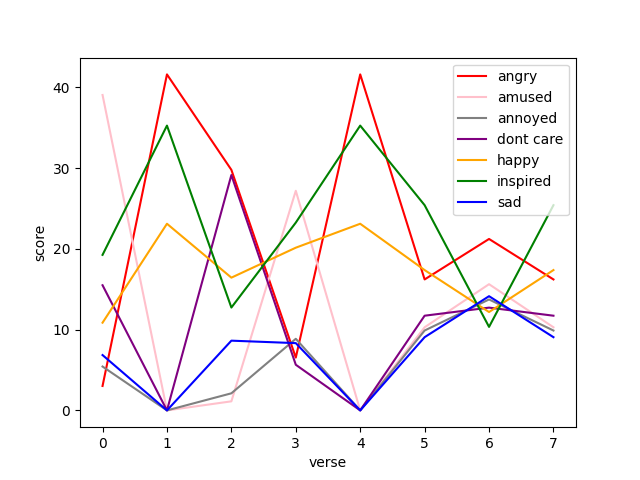 40
30
20
10
0
score
0 1 2 3 4 5 6 7
verse
angry
amused
annoyed
dont care
happy
inspired
sad